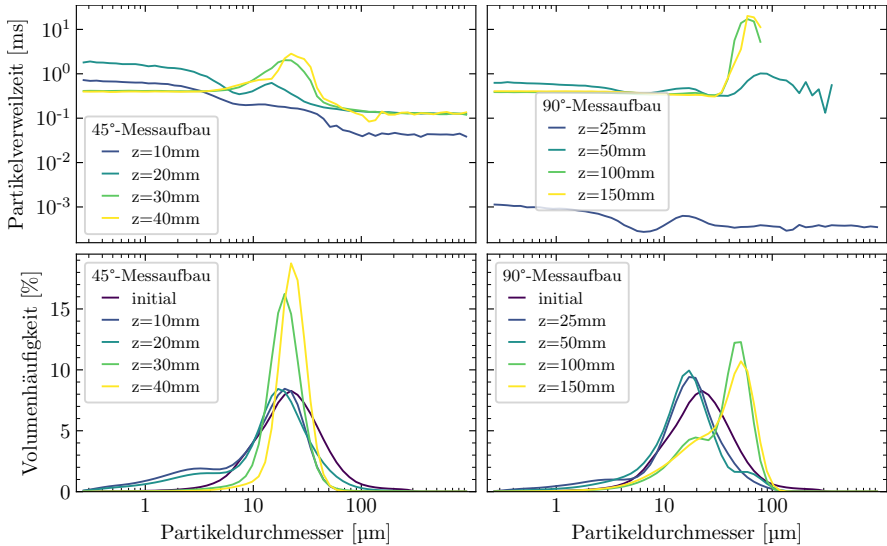 Partikelverweilzeit [ms]
10¹
10⁰
10⁻¹
10⁻²
10⁻³
45°-Messaufbau
z=10mm
z=20mm
z=30mm
z=40mm
90°-Messaufbau
z=25mm
z=50mm
z=100mm
z=150mm
Volumenhäufigkeit [%]
15
10
5
0
45°-Messaufbau
initial
z=10mm
z=20mm
z=30mm
z=40mm
90°-Messaufbau
initial
z=25mm
z=50mm
z=100mm
z=150mm
1 10 100
1 10 100
Partikeldurchmesser [µm]
Partikeldurchmesser [µm]